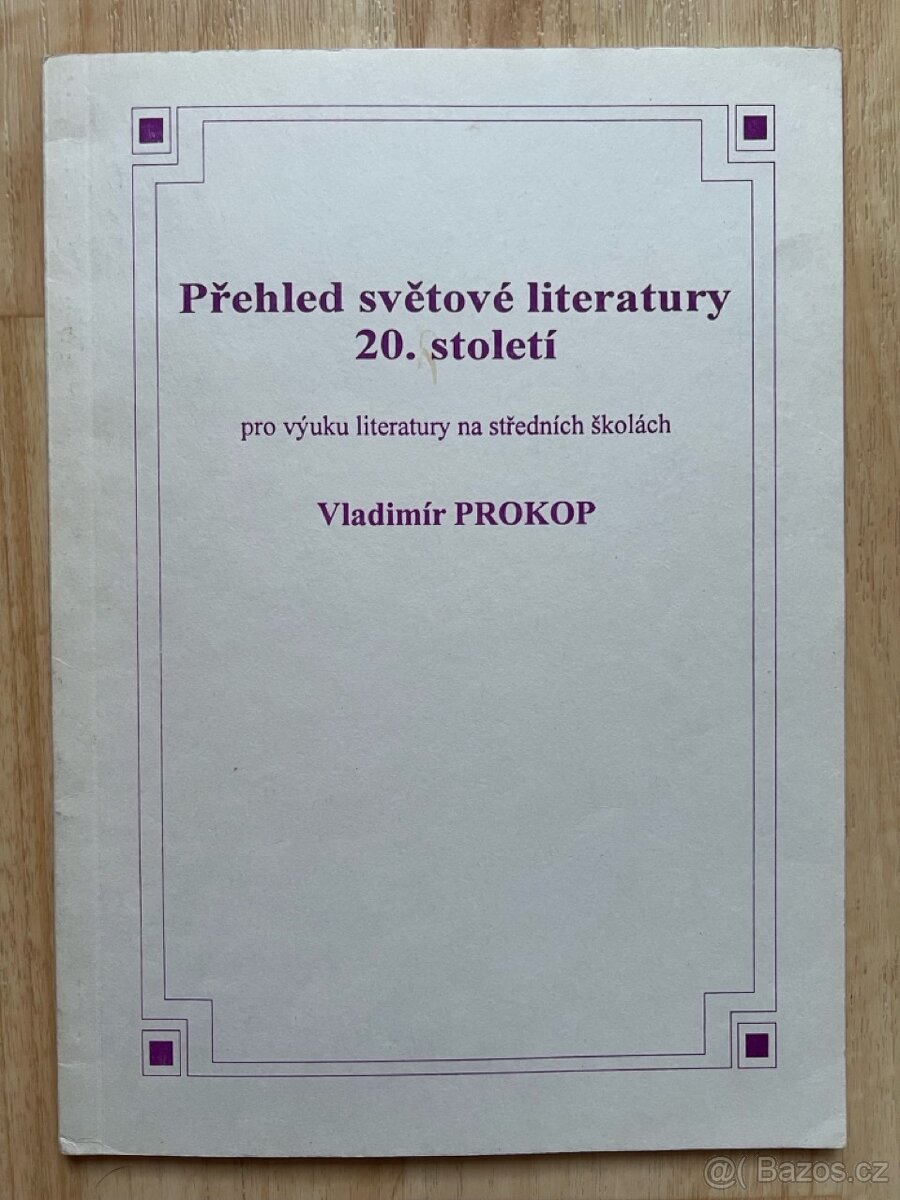 Přehled světové literatury
20. století
pro výuku literatury na středních školách
Vladimír PROKOP
@( Bazos.cz